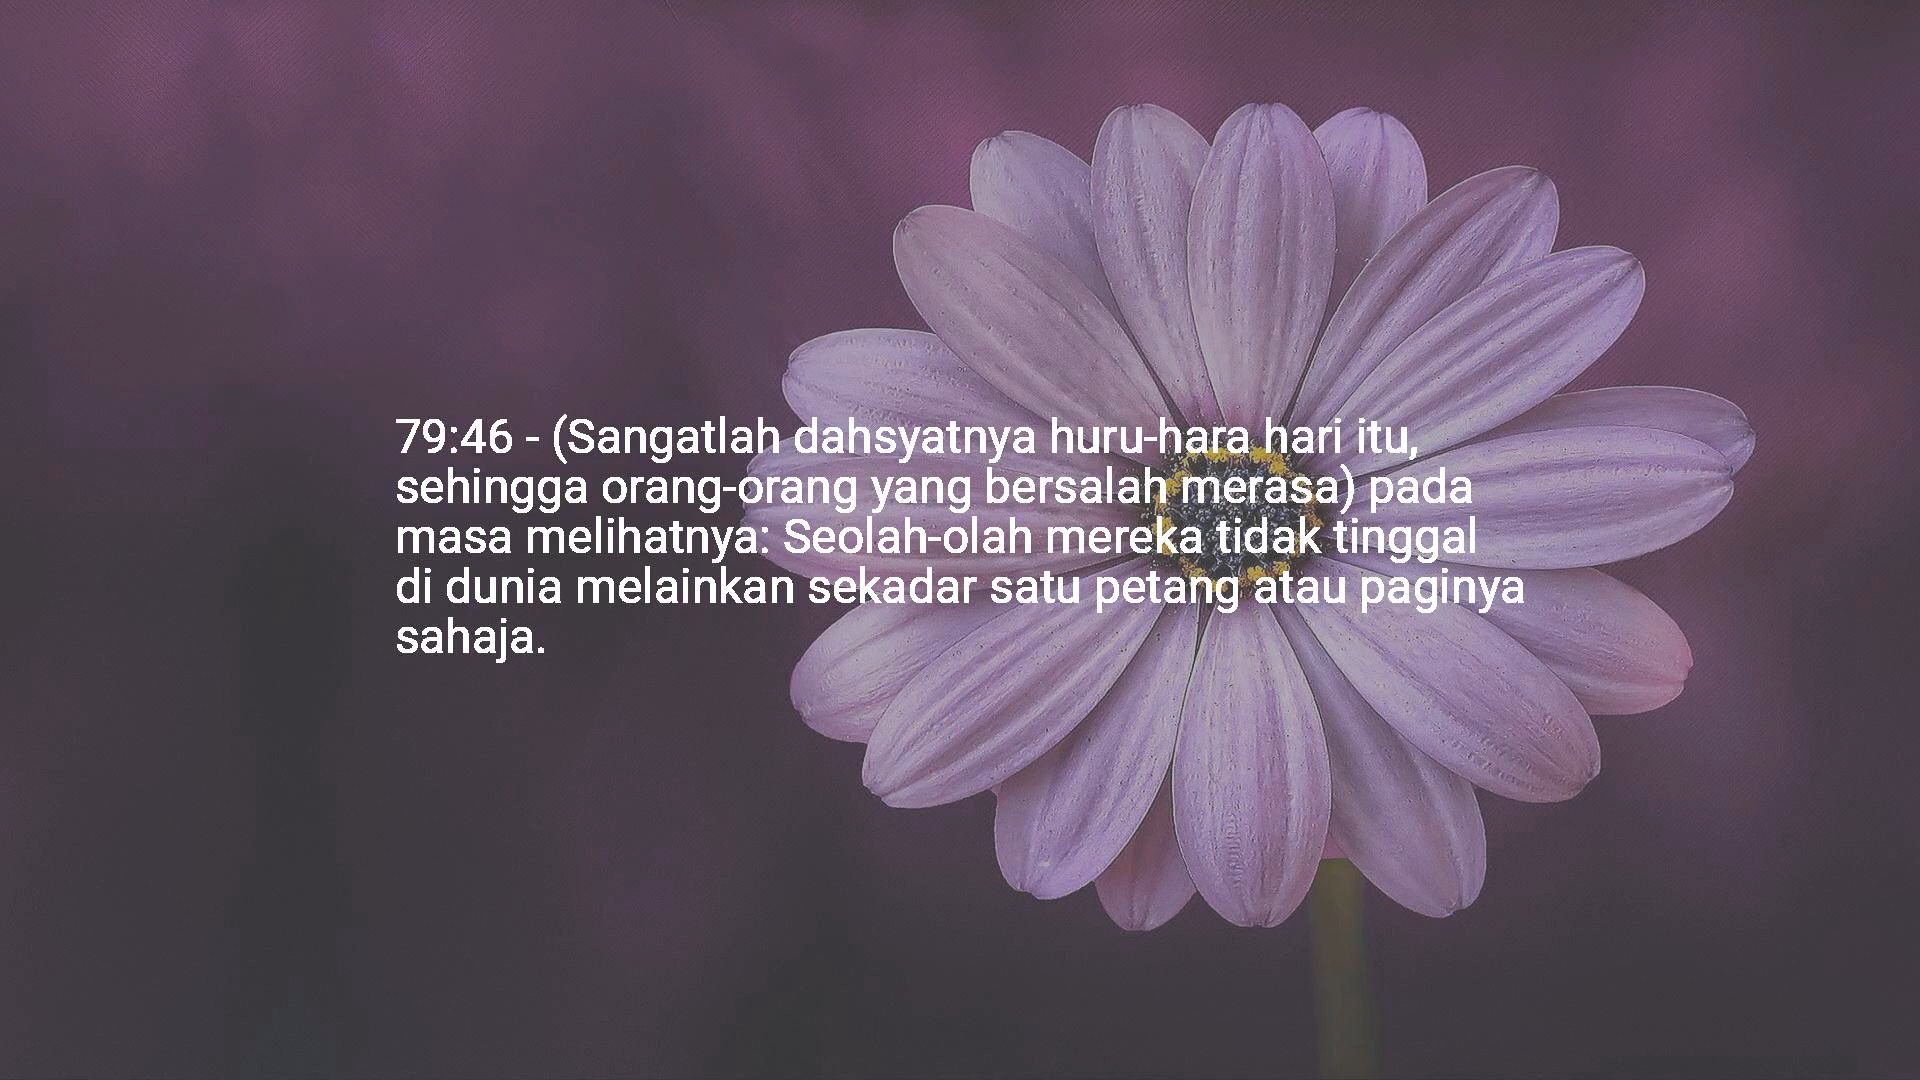 79:46 - (Sangatlah dahsyatnya huru-hara hari itu,
sehingga orang-orang yang bersalah merasa) pada
masa melihatnya: Seolah-olah mereka tidak tinggal
di dunia melainkan sekadar satu petang atau paginya
sahaja.